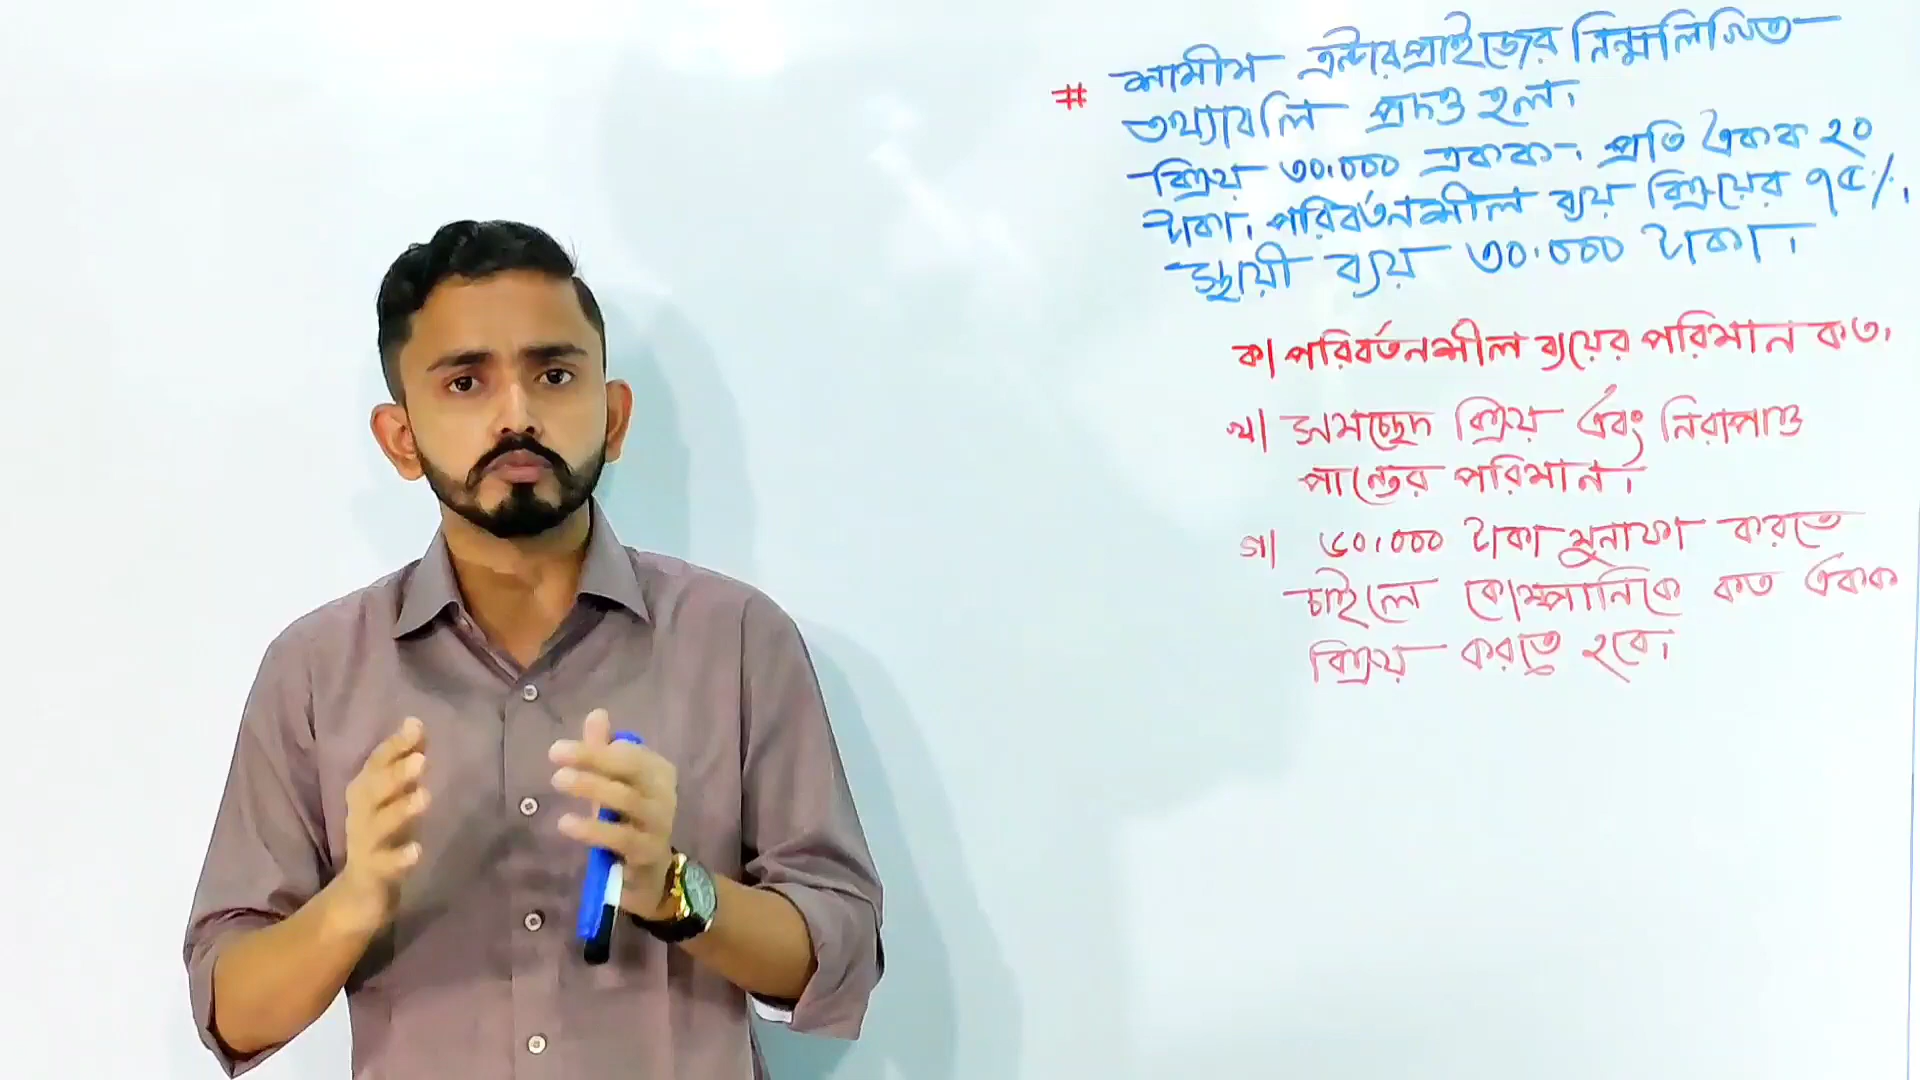 # শামীম এন্টারপ্রাইজের নিম্নলিখিত
তথ্যাবলি প্রদত্ত হল।
বিক্রয় ৩০,০০০ একক। প্রতি একক ২০
টাকা। পরিবর্তনশীল ব্যয় বিক্রয়ের ৭৫%।
স্থায়ী ব্যয় ৩০,০০০ টাকা।
ক। পরিবর্তনশীল ব্যয়ের পরিমান কত।
খ। সমচ্ছেদ বিক্রয় এবং নিরাপত্ত
প্রান্তের পরিমান।
গ। ৬০,০০০ টাকা মুনাফা করতে
চাইলে কোম্পানিকে কত একক
বিক্রয় করতে হবে।